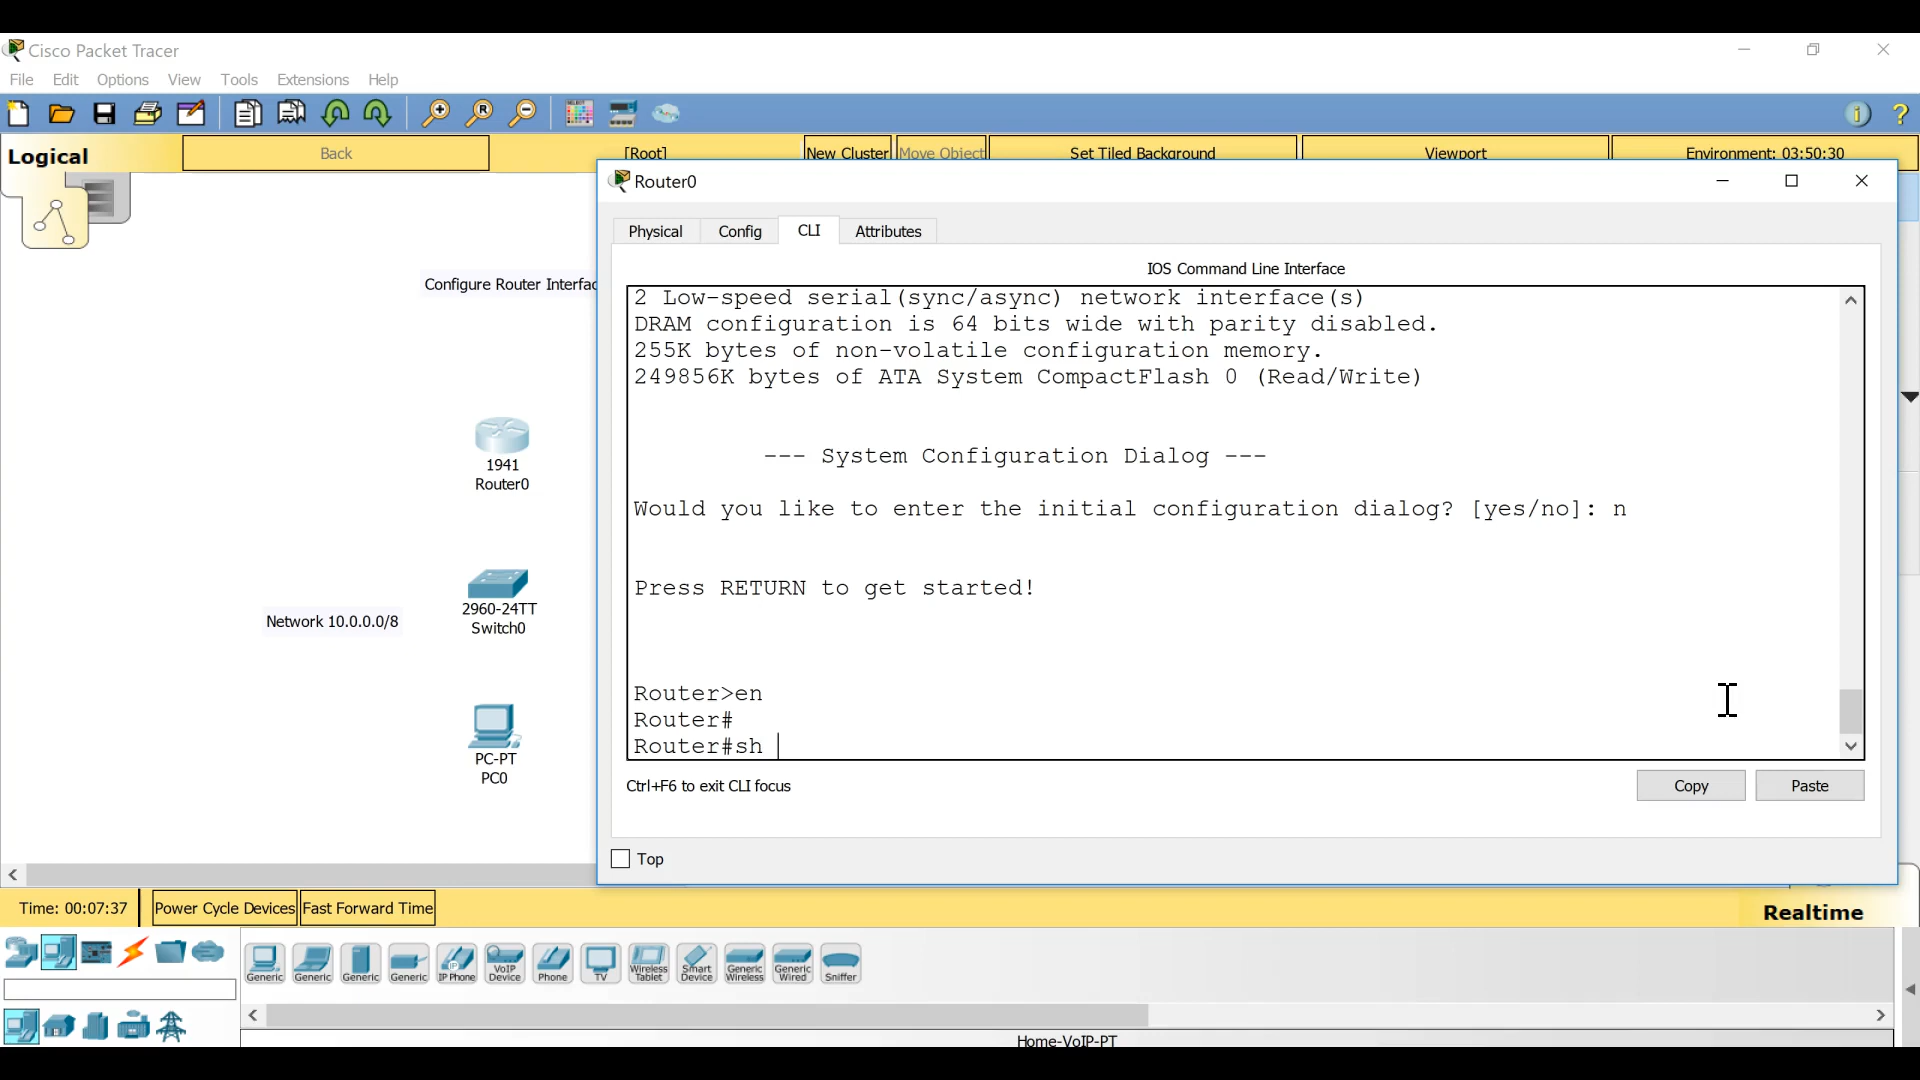 Cisco Packet Tracer
File Edit Options View Tools Extensions Help
Logical Back [Root] New Cluster Move Object Set Tiled Background Viewport Environment: 03:50:30
Router0
Physical Config CLI Attributes
Configure Router Interfac
IOS Command Line Interface
2 Low-speed serial(sync/async) network interface(s)
DRAM configuration is 64 bits wide with parity disabled.
255K bytes of non-volatile configuration memory.
249856K bytes of ATA System CompactFlash 0 (Read/Write)
--- System Configuration Dialog ---
Would you like to enter the initial configuration dialog? [yes/no]: n
Press RETURN to get started!
Router>en
Router#
Router#sh
1941
Router0
2960-24TT
Switch0
Network 10.0.0.0/8
PC-PT
PC0
Ctrl+F6 to exit CLI focus
Copy Paste
Top
Time: 00:07:37 Power Cycle Devices Fast Forward Time Realtime
Generic Generic Generic Generic IP Phone VoIP Device Phone TV Wireless Tablet Smart Device Generic Wireless Generic Wired Sniffer
Home-VoIP-PT